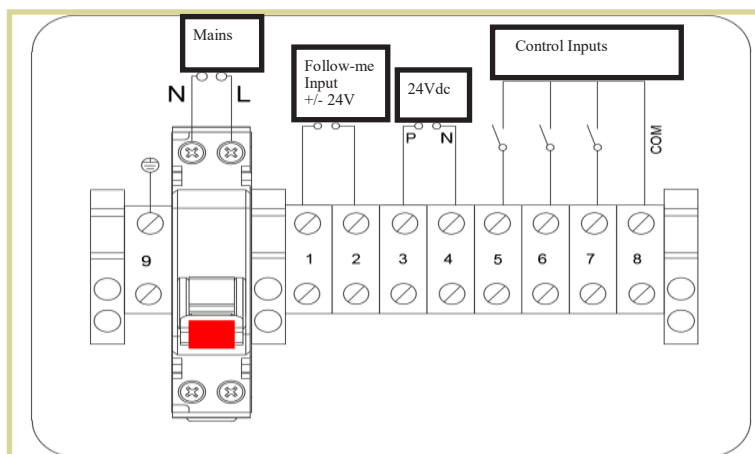 Mains
Control Inputs
Follow-me
Input
+/- 24V
24Vdc
N L
P N
COM
9 1 2 3 4 5 6 7 8